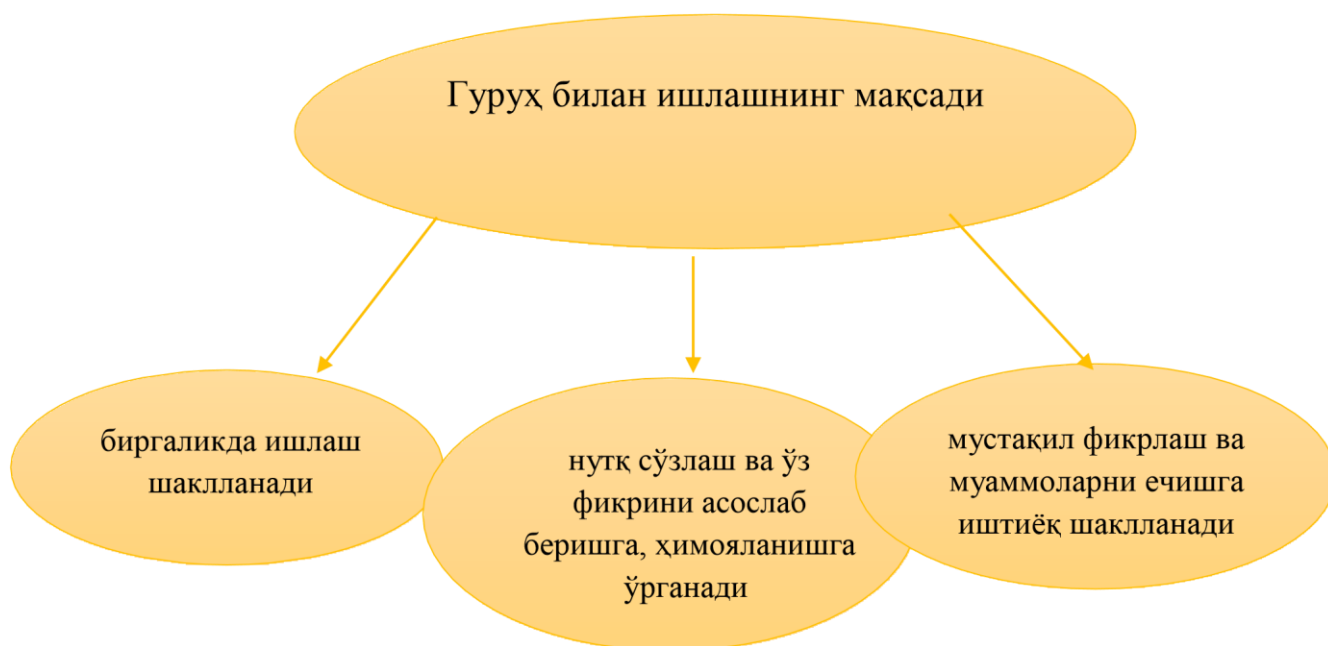 Гуруҳ билан ишлашнинг мақсади
биргаликда ишлаш
шаклланади
нутқ сўзлаш ва ўз
фикрини асослаб
беришга, ҳимояланишга
ўрганади
мустақил фикрлаш ва
муаммоларни ечишга
иштиёқ шаклланади